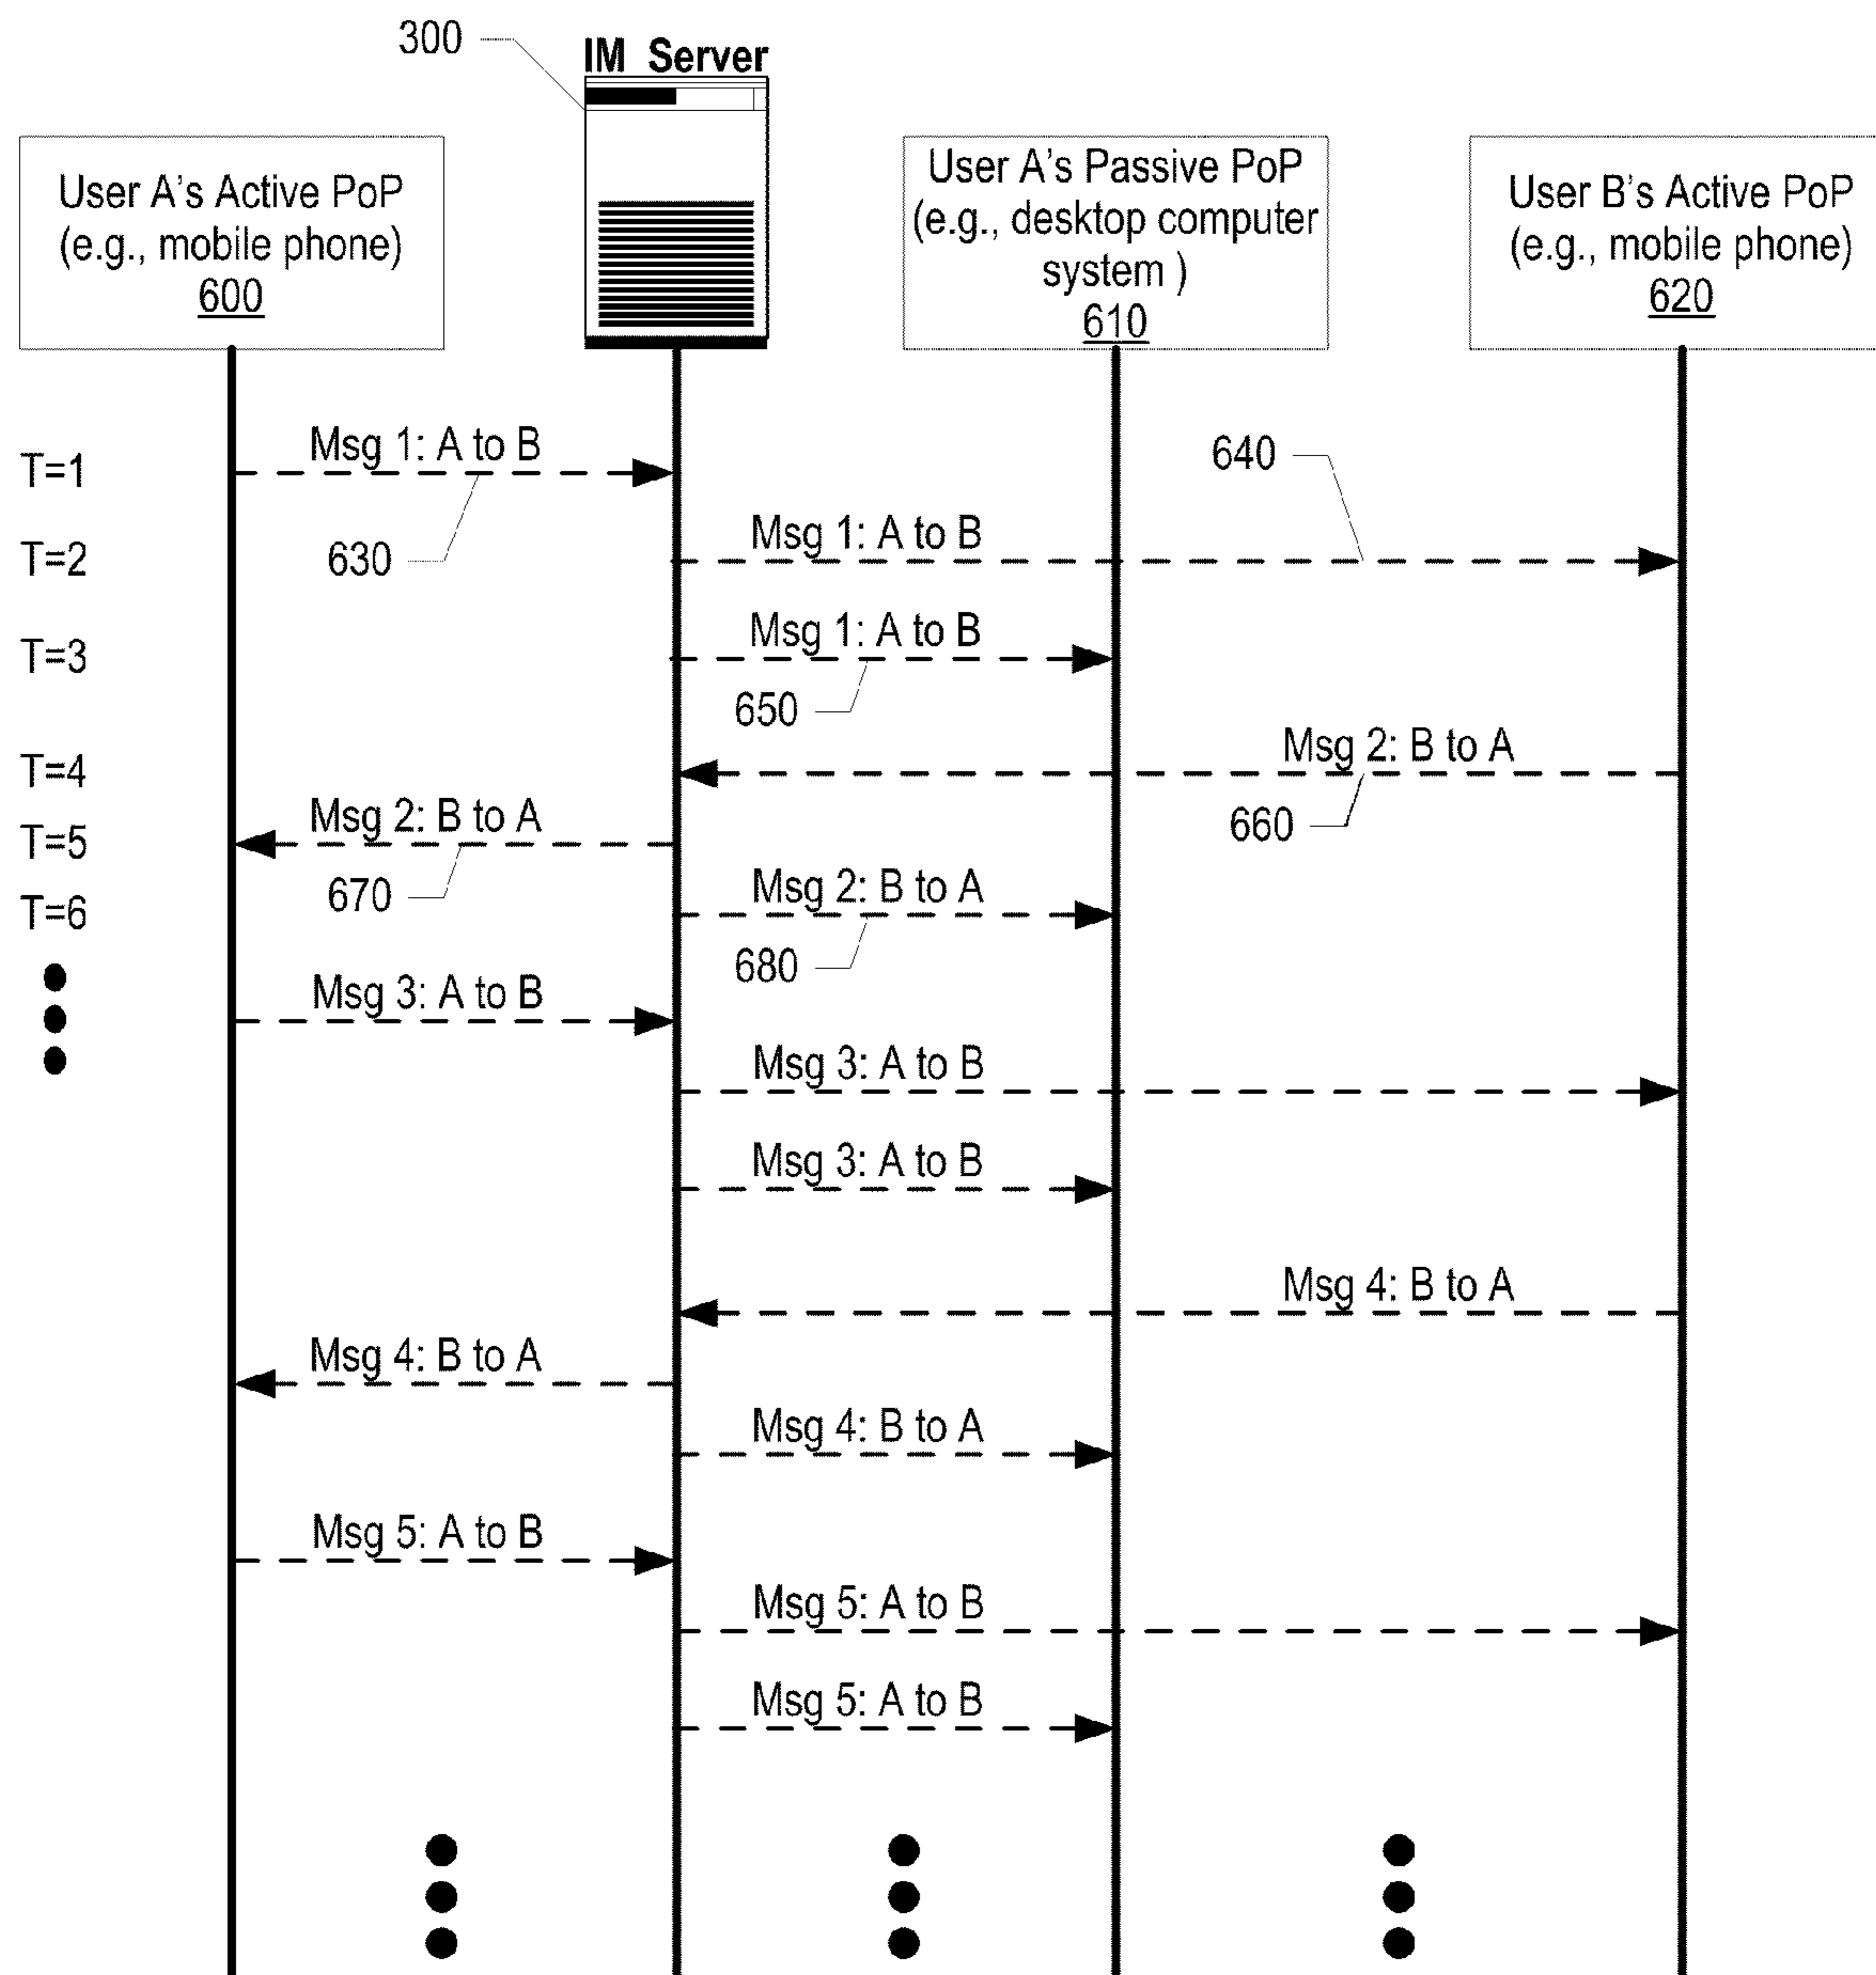 300
IM Server
User A's Active PoP
(e.g., mobile phone)
600
User A's Passive PoP
(e.g., desktop computer
system )
610
User B's Active PoP
(e.g., mobile phone)
620
T=1
Msg 1: A to B
630
640
T=2
Msg 1: A to B
T=3
Msg 1: A to B
650
T=4
Msg 2: B to A
660
T=5
Msg 2: B to A
670
T=6
Msg 2: B to A
680
Msg 3: A to B
Msg 3: A to B
Msg 3: A to B
Msg 4: B to A
Msg 4: B to A
Msg 4: B to A
Msg 5: A to B
Msg 5: A to B
Msg 5: A to B